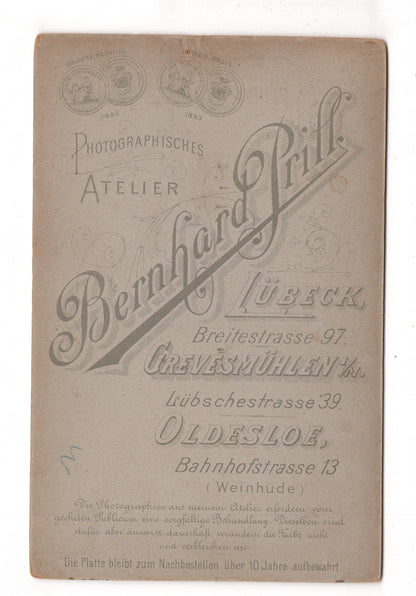 GOLDENE MEDAILLE
1892
1895
PHOTOGRAPHISCHES
ATELIER
Bernhard Prill.
LÜBECK,
Breitestrasse 97.
GREVESMÜHLEN i/M.
Lübschestrasse 39.
OLDESLOE,
Bahnhofstrasse 13
(Weinhude.)
Die Photographien aus meinem Atelier erfordern vom
geehrten Publicum eine sorgfältige Behandlung. Dieselben sind
dafür aber äusserst dauerhaft, verändern die Farbe nicht
und verbleichen nie.
Die Platte bleibt zum Nachbestellen über 10 Jahre aufbewahrt